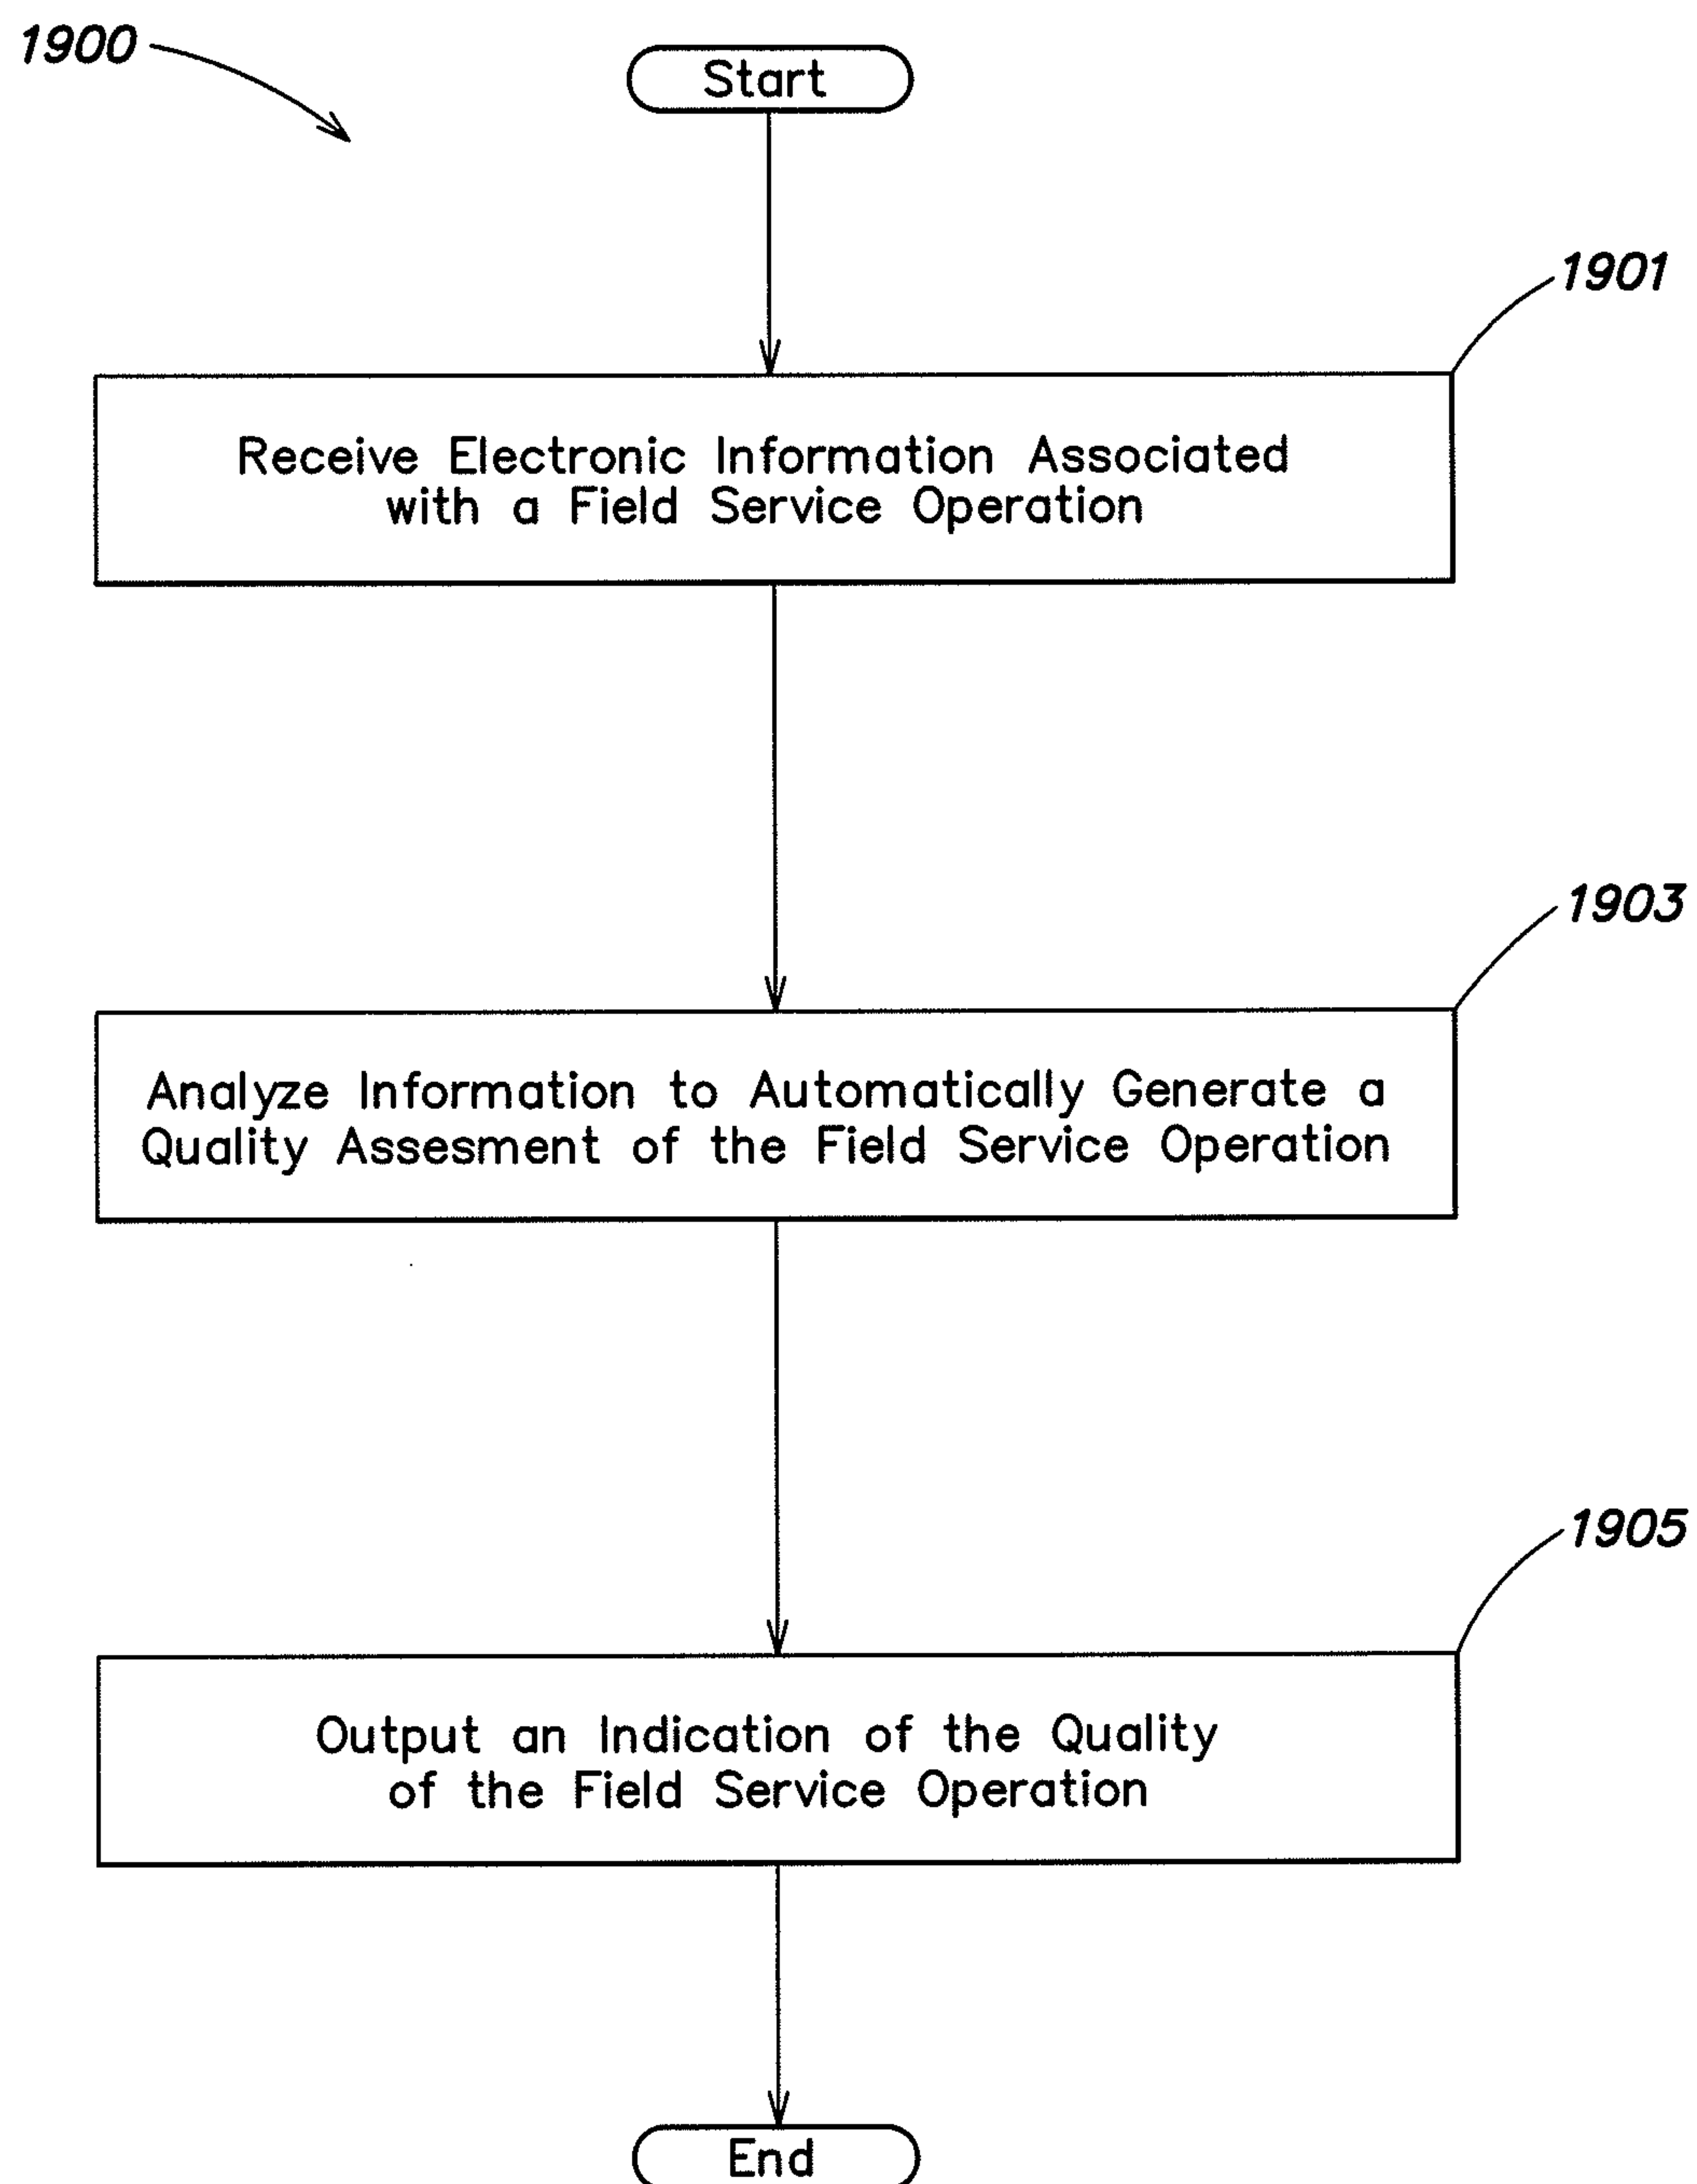 1900
Start
1901
Receive Electronic Information Associated
with a Field Service Operation
1903
Analyze Information to Automatically Generate a
Quality Assesment of the Field Service Operation
1905
Output an Indication of the Quality
of the Field Service Operation
End